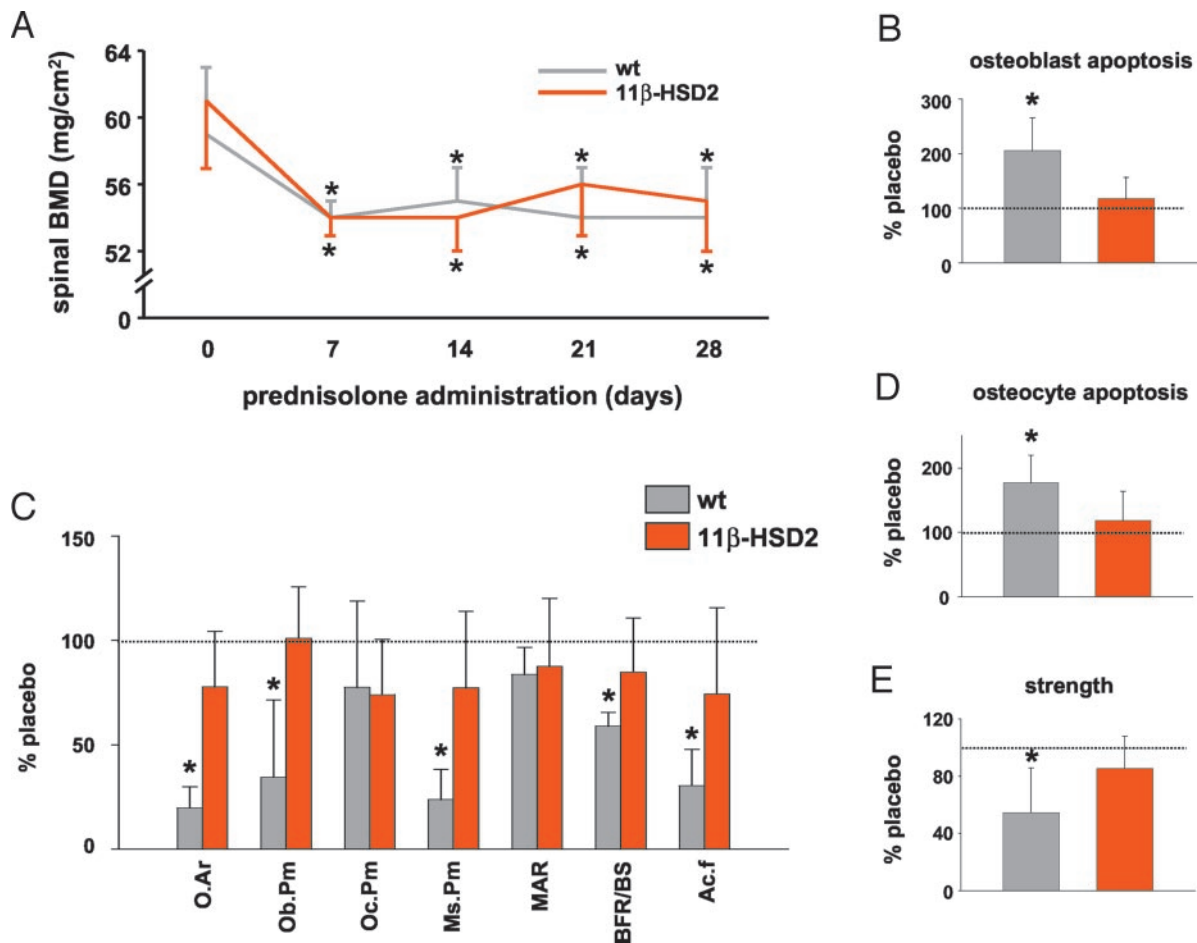 A
64
60
56
52
0
spinal BMD (mg/cm²)
wt
11β-HSD2
* * * *
* * * *
0 7 14 21 28
prednisolone administration (days)
B
osteoblast apoptosis
300
200
100
0
% placebo
*
C
wt
11β-HSD2
150
100
50
0
% placebo
* * * * *
O.Ar Ob.Pm Oc.Pm Ms.Pm MAR BFR/BS Ac.f
D
osteocyte apoptosis
200
100
0
% placebo
*
E
strength
120
80
40
0
% placebo
*